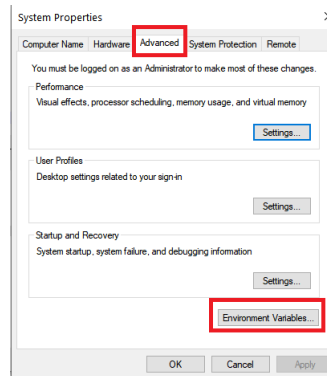 System Properties
Computer Name Hardware Advanced System Protection Remote
You must be logged on as an Administrator to make most of these changes.
Performance
Visual effects, processor scheduling, memory usage, and virtual memory
Settings...
User Profiles
Desktop settings related to your sign-in
Settings...
Startup and Recovery
System startup, system failure, and debugging information
Settings...
Environment Variables...
OK Cancel Apply